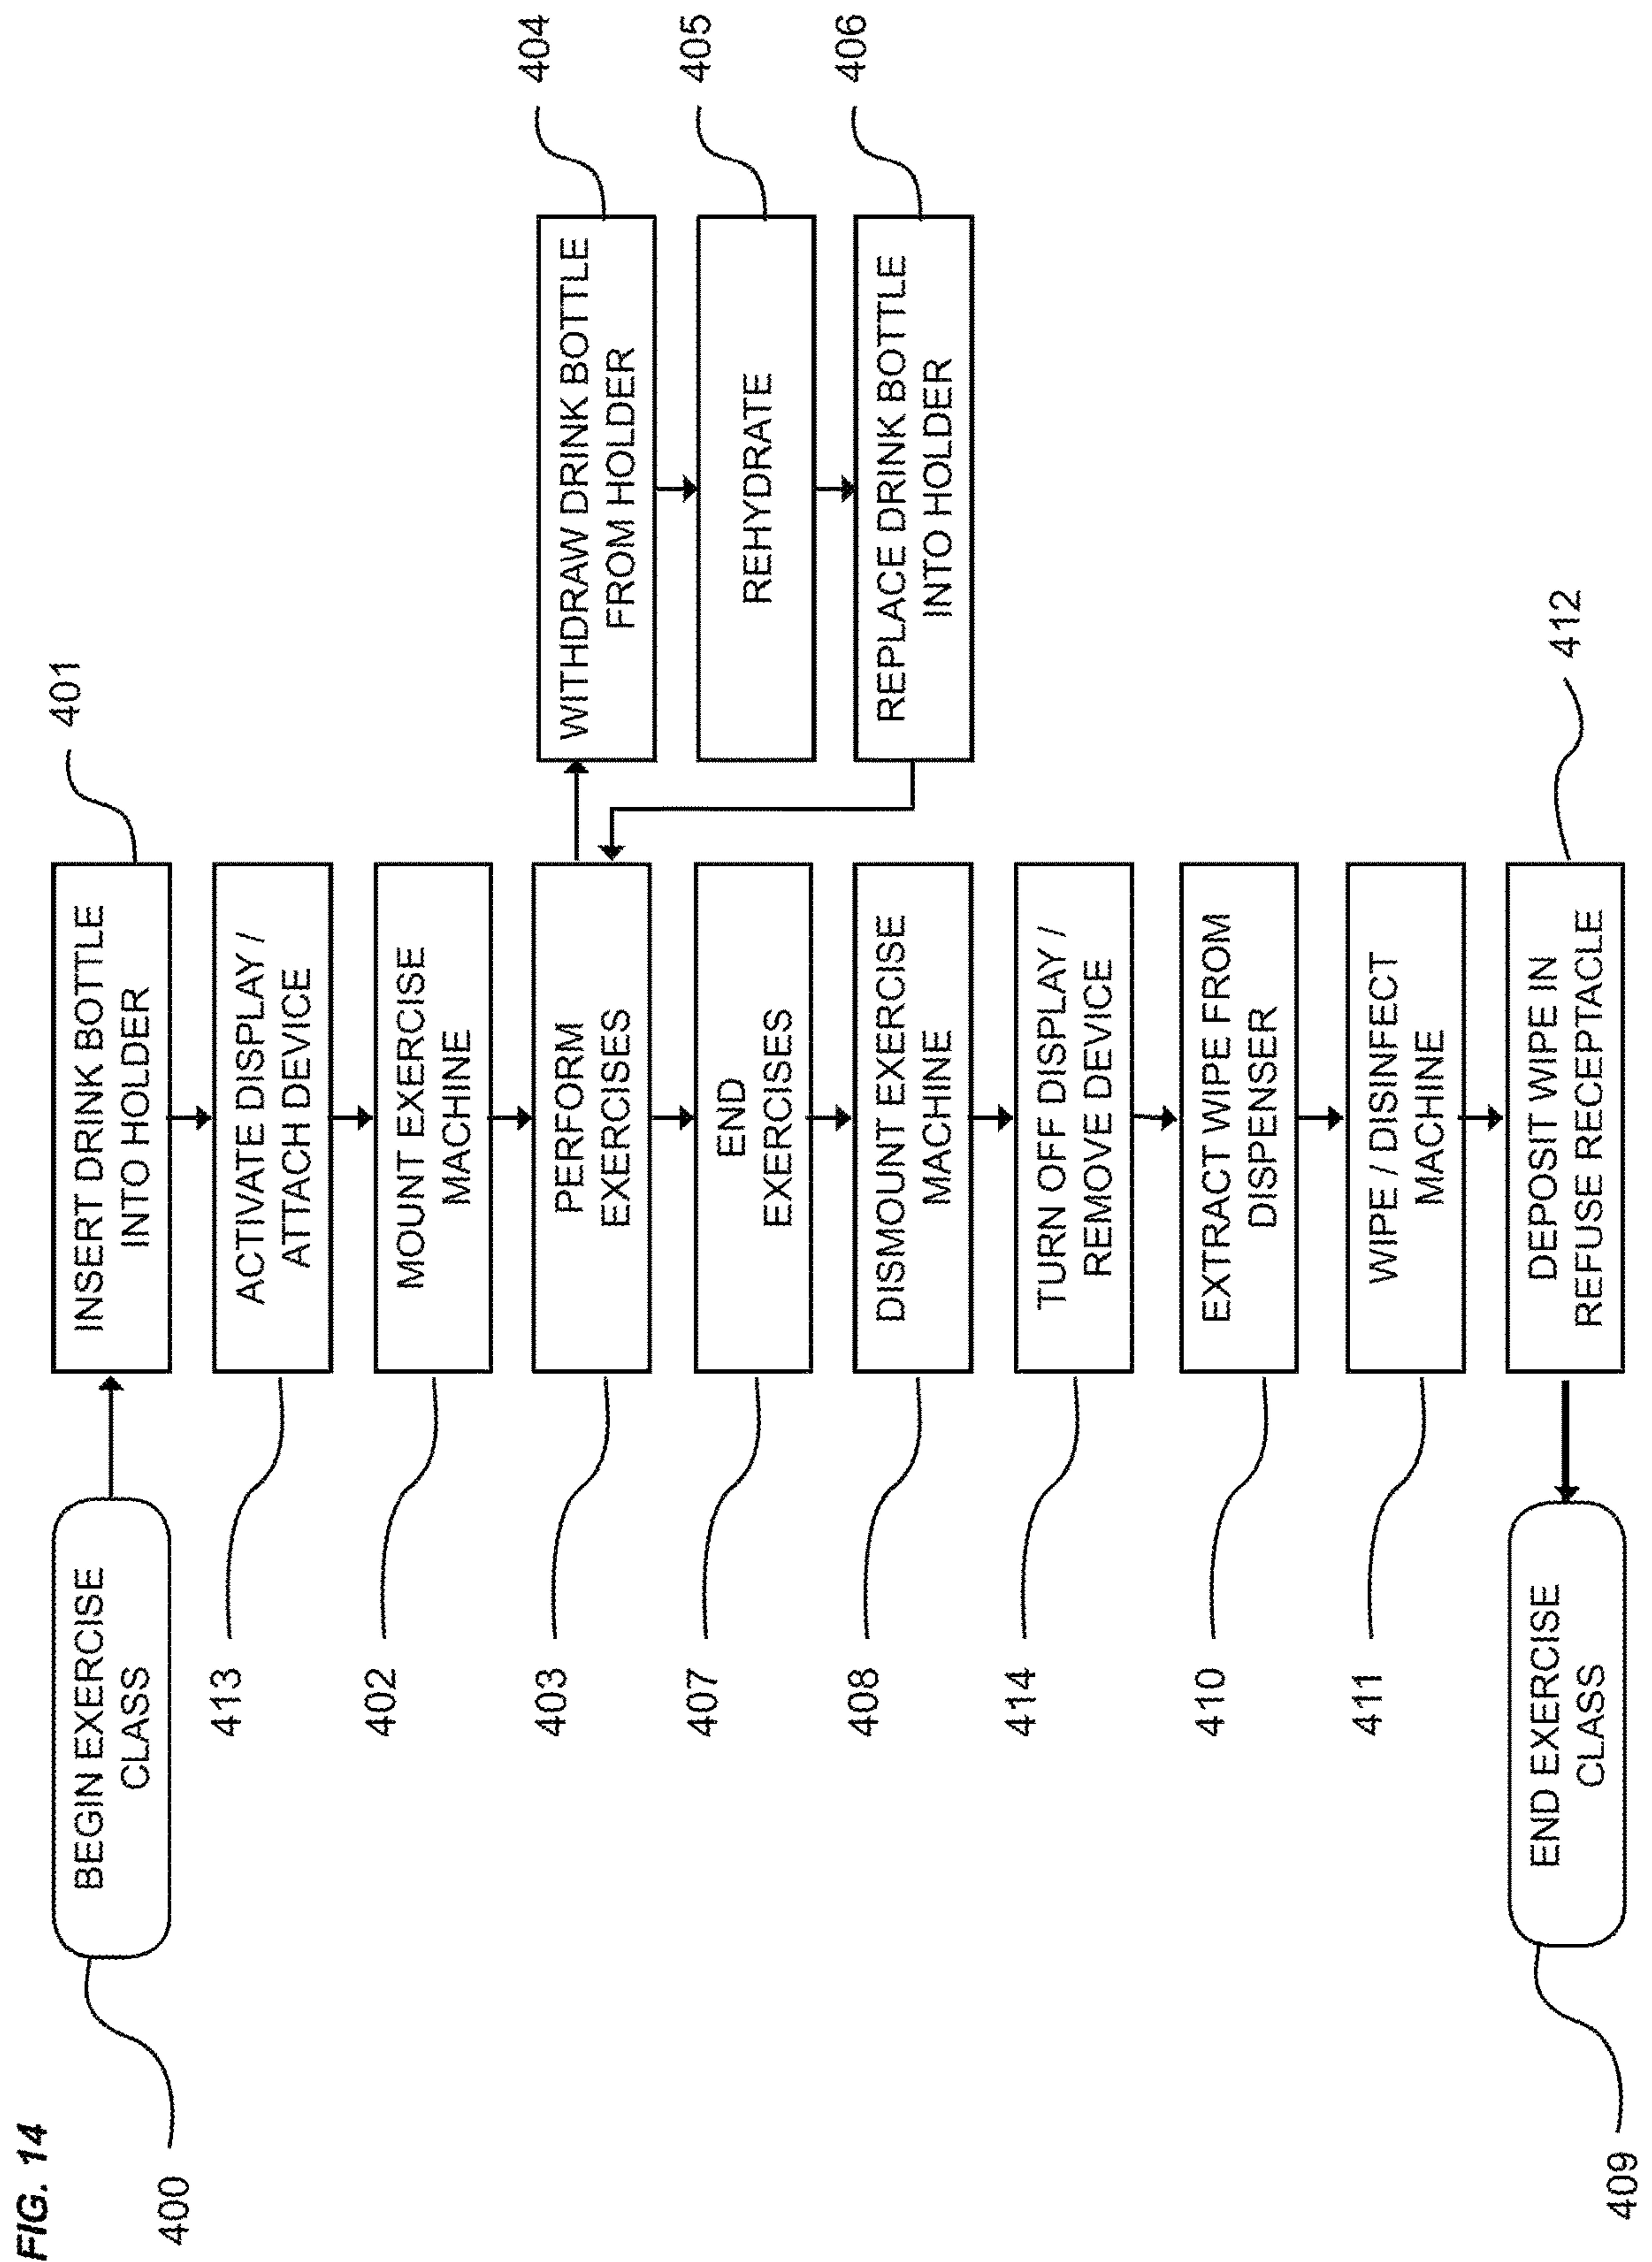 FIG. 14
400
BEGIN EXERCISE
CLASS
401
INSERT DRINK BOTTLE
INTO HOLDER
413
ACTIVATE DISPLAY /
ATTACH DEVICE
402
MOUNT EXERCISE
MACHINE
403
PERFORM
EXERCISES
404
WITHDRAW DRINK BOTTLE
FROM HOLDER
405
REHYDRATE
406
REPLACE DRINK BOTTLE
INTO HOLDER
407
END
EXERCISES
408
DISMOUNT EXERCISE
MACHINE
414
TURN OFF DISPLAY /
REMOVE DEVICE
410
EXTRACT WIPE FROM
DISPENSER
411
WIPE / DISINFECT
MACHINE
412
DEPOSIT WIPE IN
REFUSE RECEPTACLE
409
END EXERCISE
CLASS